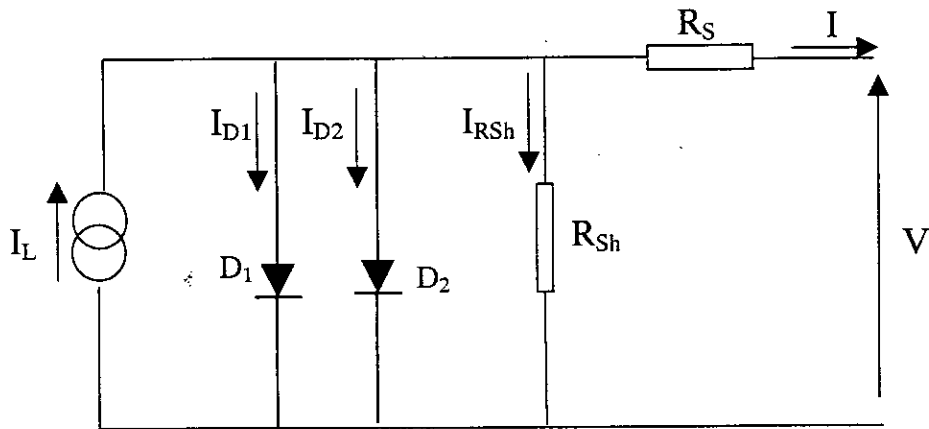 R_S
I
I_D1
I_D2
I_RSh
I_L
D_1
D_2
R_Sh
V